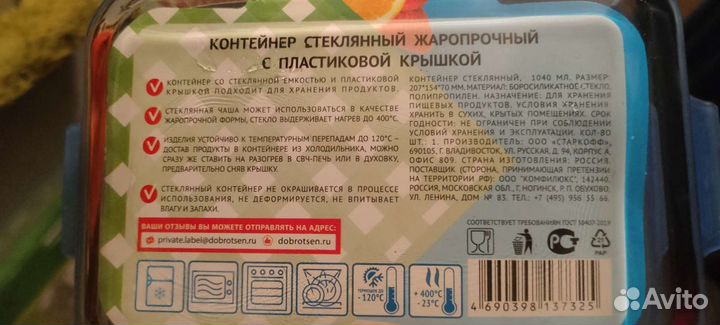 КОНТЕЙНЕР СТЕКЛЯННЫЙ ЖАРОПРОЧНЫЙ
С ПЛАСТИКОВОЙ КРЫШКОЙ
КОНТЕЙНЕР СО СТЕКЛЯННОЙ ЕМКОСТЬЮ И ПЛАСТИКОВОЙ
КРЫШКОЙ ПОДХОДИТ ДЛЯ ХРАНЕНИЯ ПРОДУКТОВ.
СТЕКЛЯННАЯ ЧАША МОЖЕТ ИСПОЛЬЗОВАТЬСЯ В КАЧЕСТВЕ
ЖАРОПРОЧНОЙ ФОРМЫ, СТЕКЛО ВЫДЕРЖИВАЕТ НАГРЕВ ДО 400°C
ИЗДЕЛИЯ УСТОЙЧИВО К ТЕМПЕРАТУРНЫМ ПЕРЕПАДАМ ДО 120°C –
ДОСТАВ ПРОДУКТЫ В КОНТЕЙНЕРЕ ИЗ ХОЛОДИЛЬНИКА, МОЖНО
СРАЗУ ЖЕ СТАВИТЬ НА РАЗОГРЕВ В СВЧ-ПЕЧЬ ИЛИ В ДУХОВКУ,
ПРЕДВАРИТЕЛЬНО СНЯВ КРЫШКУ.
СТЕКЛЯННЫЙ КОНТЕЙНЕР НЕ ОКРАШИВАЕТСЯ В ПРОЦЕССЕ
ИСПОЛЬЗОВАНИЯ, НЕ ДЕФОРМИРУЕТСЯ, НЕ ВПИТЫВАЕТ
ВЛАГУ И ЗАПАХИ.
ВАШИ ОТЗЫВЫ ВЫ МОЖЕТЕ ОТПРАВЛЯТЬ НА АДРЕС:
private.label@dobrotsen.ru dobrotsen.ru
КОНТЕЙНЕР СТЕКЛЯННЫЙ, 1040 МЛ. РАЗМЕР:
207*154*70 ММ. МАТЕРИАЛ: БОРОСИЛИКАТНОЕ СТЕКЛО,
ПОЛИПРОПИЛЕН. НАЗНАЧЕНИЕ: ДЛЯ ХРАНЕНИЯ
ПИЩЕВЫХ ПРОДУКТОВ. УСЛОВИЯ ХРАНЕНИЯ:
ХРАНИТЬ В СУХИХ, КРЫТЫХ ПОМЕЩЕНИЯХ. СРОК
ГОДНОСТИ: НЕ ОГРАНИЧЕН ПРИ СОБЛЮДЕНИИ
УСЛОВИЙ ХРАНЕНИЯ И ЭКСПЛУАТАЦИИ. КОЛ-ВО
ШТ.: 1. ПРОИЗВОДИТЕЛЬ: ООО «СТАРКОФФ»,
690105, Г. ВЛАДИВОСТОК, УЛ. РУССКАЯ, Д. 94, КОРПУС А,
ОФИС 809. СТРАНА ИЗГОТОВЛЕНИЯ: РОССИЯ.
ПОСТАВЩИК (СТОРОНА, ПРИНИМАЮЩАЯ ПРЕТЕНЗИИ
НА ТЕРРИТОРИИ РФ): ООО "КОМФИЛЮКС", 142440,
РОССИЯ, МОСКОВСКАЯ ОБЛ., Г. НОГИНСК, Р. П. ОБУХОВО,
УЛ. ЛЕНИНА, ДОМ № 83. ТЕЛ.: +7 (495) 956 35 66.
СООТВЕТСТВУЕТ ТРЕБОВАНИЯМ ГОСТ 30407-2019
21
PAP
ТЕРМОШОК ДО
-120°C
+ 400°C
-23°C
4 690398 137325
Avito